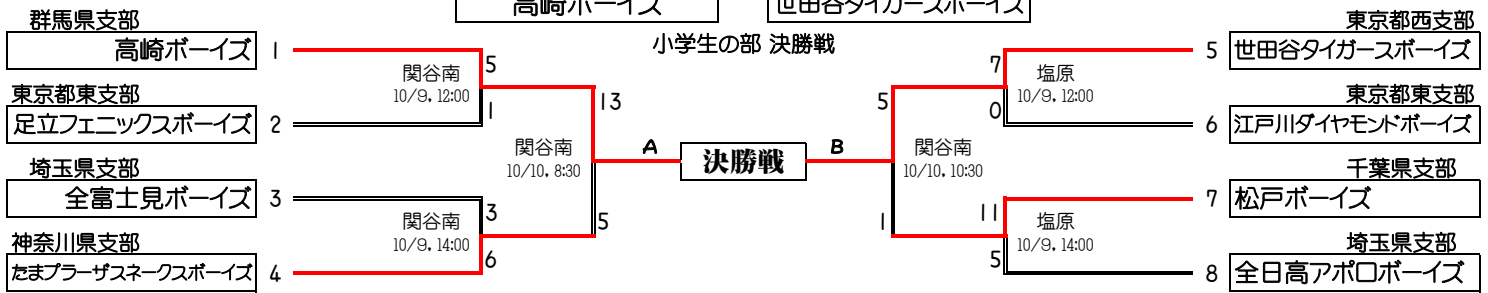 高崎ボーイズ
世田谷タイガースボーイズ
小学生の部 決勝戦
群馬県支部
高崎ボーイズ 1
東京都東支部
足立フェニックスボーイズ 2
埼玉県支部
全富士見ボーイズ 3
神奈川県支部
たまプラーザスネークスボーイズ 4
5
関谷南
10/9, 12:00
1
3
関谷南
10/9, 14:00
6
13
関谷南
10/10, 8:30
5
A
決勝戦
B
5
関谷南
10/10, 10:30
1
7
塩原
10/9, 12:00
0
11
塩原
10/9, 14:00
5
東京都西支部
5 世田谷タイガースボーイズ
東京都東支部
6 江戸川ダイヤモンドボーイズ
千葉県支部
7 松戸ボーイズ
埼玉県支部
8 全日高アポロボーイズ